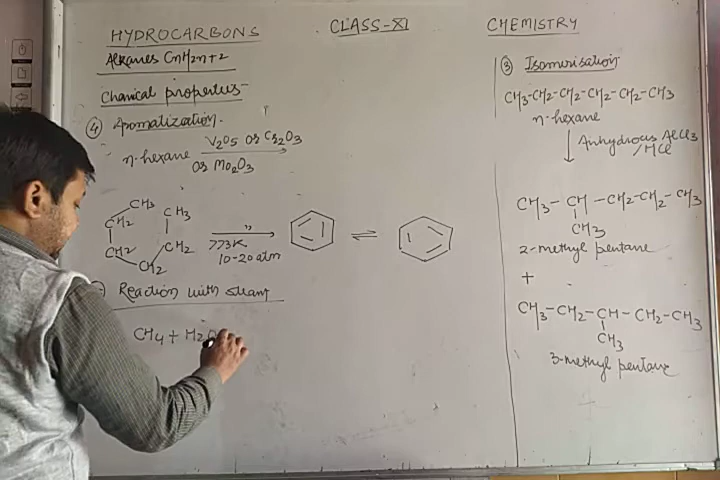 HYDROCARBONS
CLASS-XI
CHEMISTRY
Alkanes CnH2n+2
Chemical properties-
④ Aromatization.
n-hexane V2O5 or Cr2O3
or Mo2O3
CH3
CH3
CH2
CH2
CH2
CH2
"
773K
10-20 atm
⇌
Reaction with steam
CH4 + H2O
③ Isomerisation
CH3-CH2-CH2-CH2-CH2-CH3
n-hexane
Anhydrous AlCl3
/HCl
CH3-CH-CH2-CH2-CH3
CH3
2-methyl pentane
+
CH3-CH2-CH-CH2-CH3
CH3
3-methyl pentane